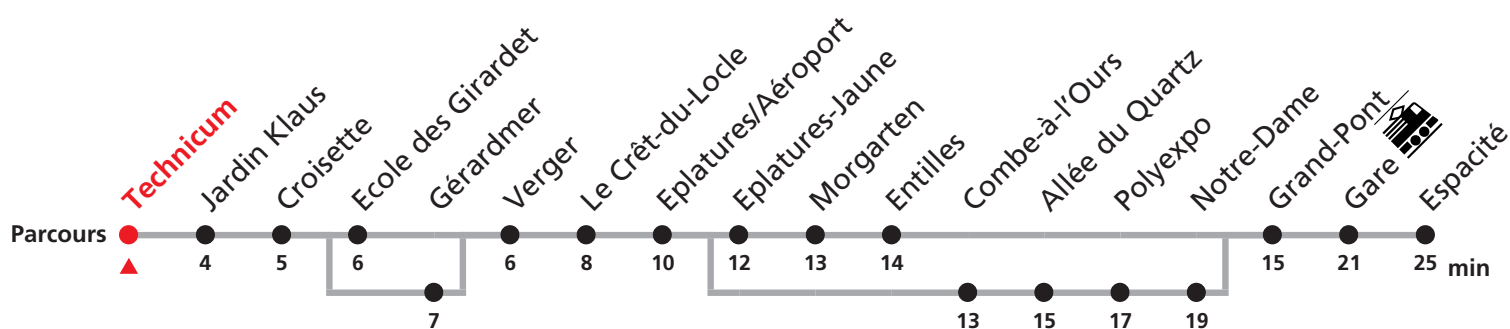 Technicum
Jardin Klaus
Croisette
Ecole des Girardet
Gérardmer
Verger
Le Crêt-du-Locle
Eplatures/Aéroport
Eplatures-Jaune
Morgarten
Entilles
Combe-à-l'Ours
Allée du Quartz
Polyexpo
Notre-Dame
Grand-Pont
Gare
Espacité
Parcours
4 5 6 6 8 10 12 13 14 15 21 25 min
7 13 15 17 19